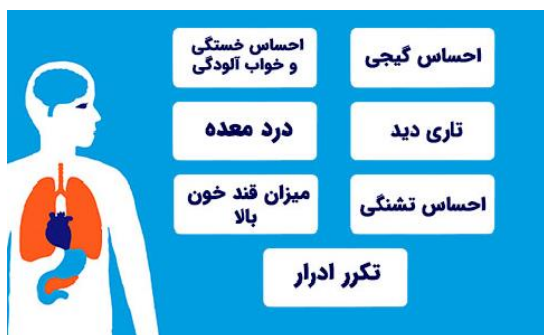 احساس گیجی
احساس خستگی
و خواب آلودگی
تاری دید
درد معده
احساس تشنگی
میزان قند خون
بالا
تکرر ادرار